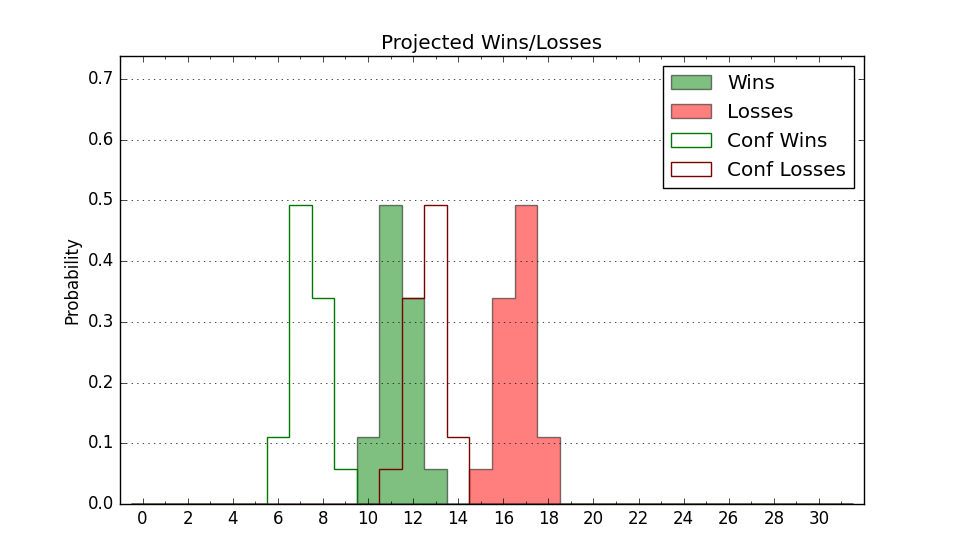 Projected Wins/Losses
0.7
0.6
0.5
0.4
0.3
0.2
0.1
0.0
Probability
Wins
Losses
Conf Wins
Conf Losses
0 2 4 6 8 10 12 14 16 18 20 22 24 26 28 30